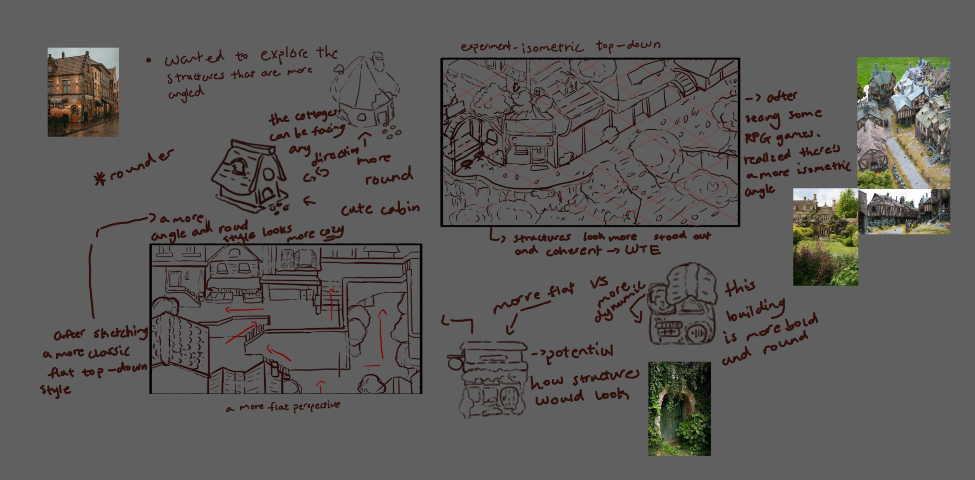 • wanted to explore the
structures that are more
angled
the cottages
can be facing
any
direction
more
round
*rounder
cute cabin
-> a more
angle and roud
style looks more cozy
after sketching
a more classic
flat top-down
style
a more flat perspective
experiment-isometric top-down
-> after
seeing some
RPG games.
realized there's
a more isometric
angle
structures look more stood out
and coherent -> WTE
more flat VS
more
dynamic
this
building
is more bold
and round
-> potential
how structures
would look